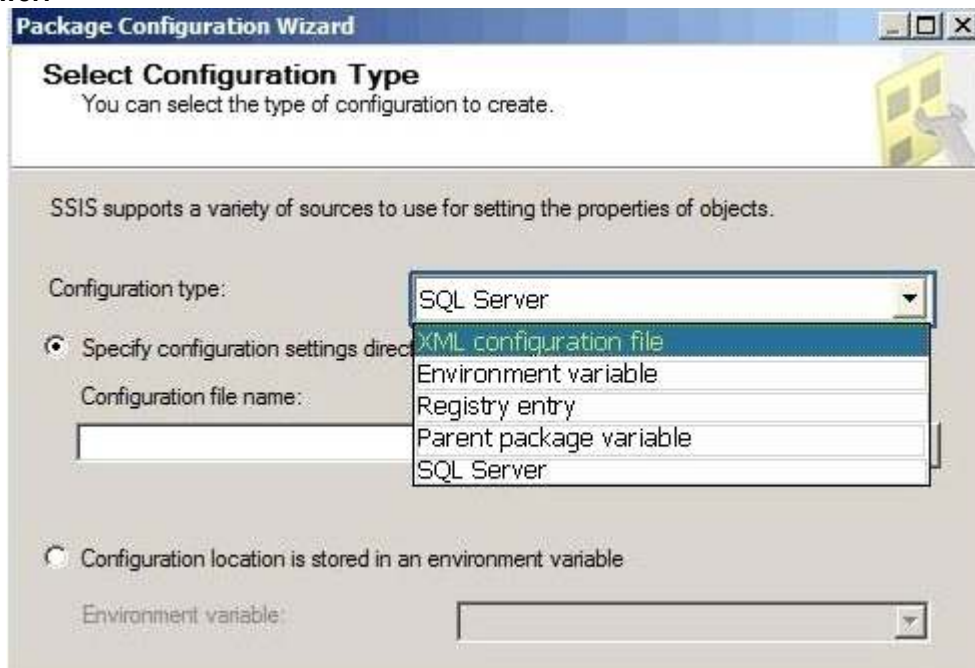 Package Configuration Wizard
Select Configuration Type
You can select the type of configuration to create.
SSIS supports a variety of sources to use for setting the properties of objects.
Configuration type:
SQL Server
Specify configuration settings direct
XML configuration file
Environment variable
Configuration file name:
Registry entry
Parent package variable
SQL Server
Configuration location is stored in an environment variable
Environment variable: